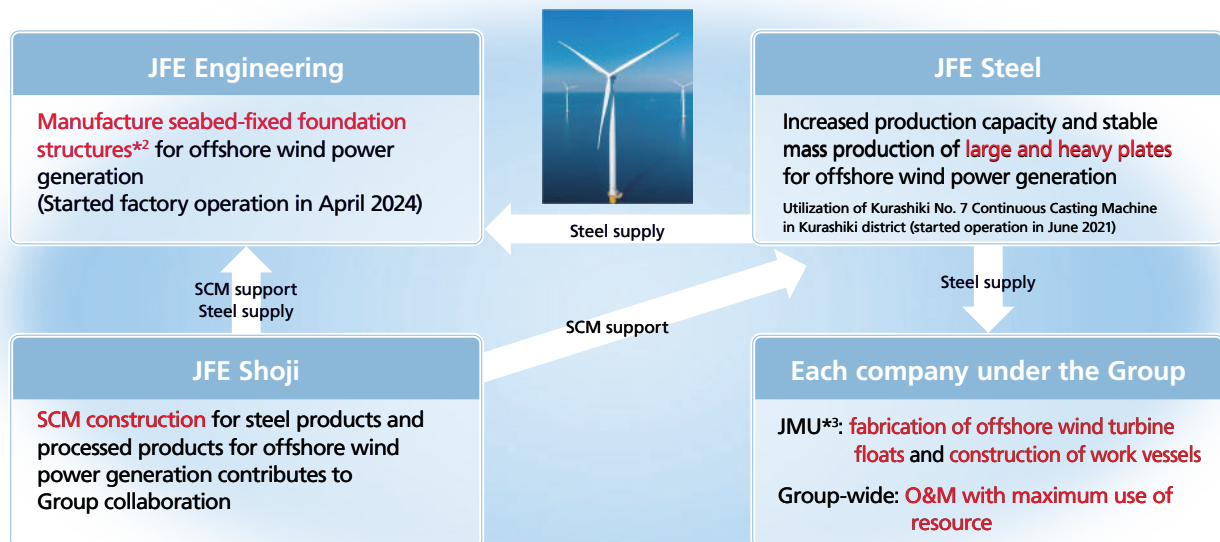 JFE Engineering
Manufacture seabed-fixed foundation
structures*2 for offshore wind power
generation
(Started factory operation in April 2024)
JFE Steel
Increased production capacity and stable
mass production of large and heavy plates
for offshore wind power generation
Utilization of Kurashiki No. 7 Continuous Casting Machine
in Kurashiki district (started operation in June 2021)
Steel supply
SCM support
Steel supply
SCM support
Steel supply
JFE Shoji
SCM construction for steel products and
processed products for offshore wind
power generation contributes to
Group collaboration
Each company under the Group
JMU*3: fabrication of offshore wind turbine
floats and construction of work vessels
Group-wide: O&M with maximum use of
resource